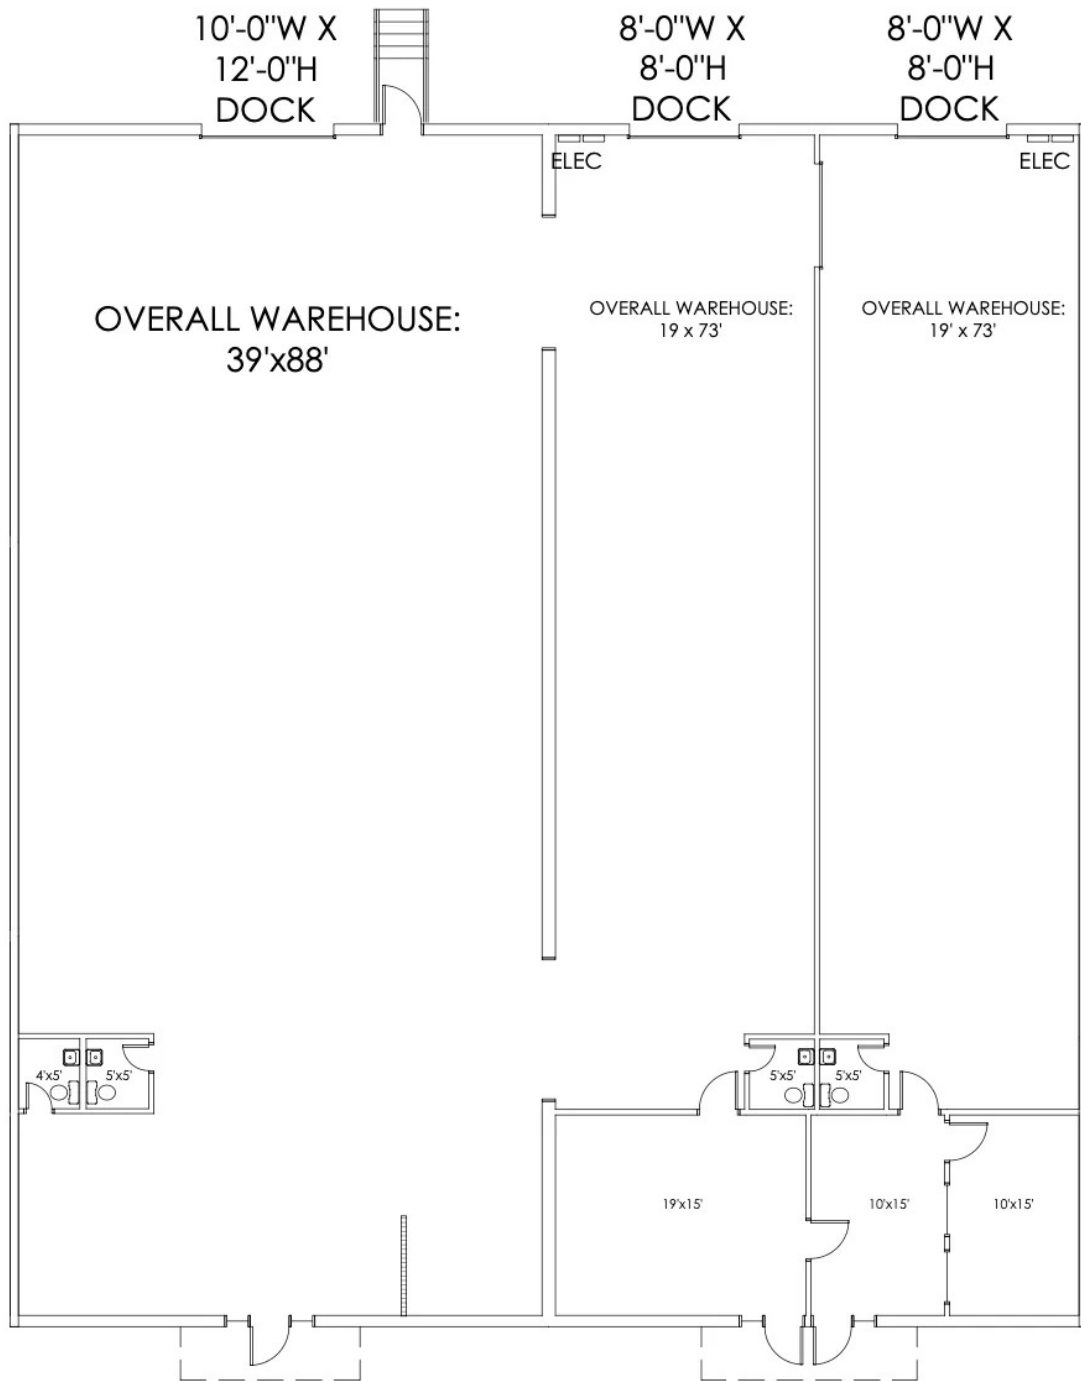 10'-0"W X
12'-0"H
DOCK
8'-0"W X
8'-0"H
DOCK
8'-0"W X
8'-0"H
DOCK
ELEC
ELEC
OVERALL WAREHOUSE:
39'x88'
OVERALL WAREHOUSE:
19 x 73'
OVERALL WAREHOUSE:
19' x 73'
4'x5'
5'x5'
5'x5'
5'x5'
19'x15'
10'x15'
10'x15'